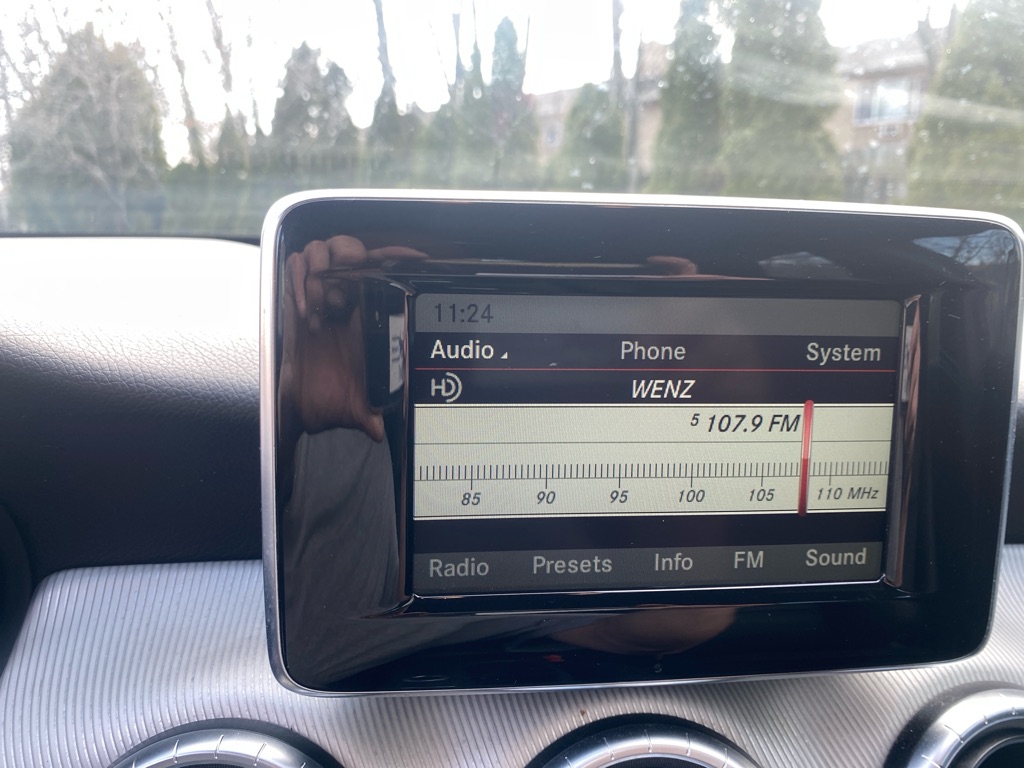 11:24
Audio Phone System
HD WENZ
5 107.9 FM
85 90 95 100 105 110 MHz
Radio Presets Info FM Sound